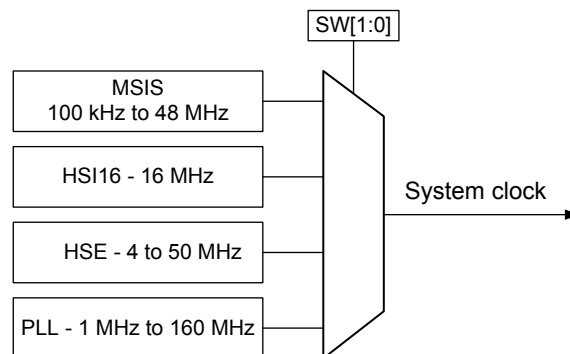 SW[1:0]
MSIS
100 kHz to 48 MHz
HSI16 - 16 MHz
System clock
HSE - 4 to 50 MHz
PLL - 1 MHz to 160 MHz